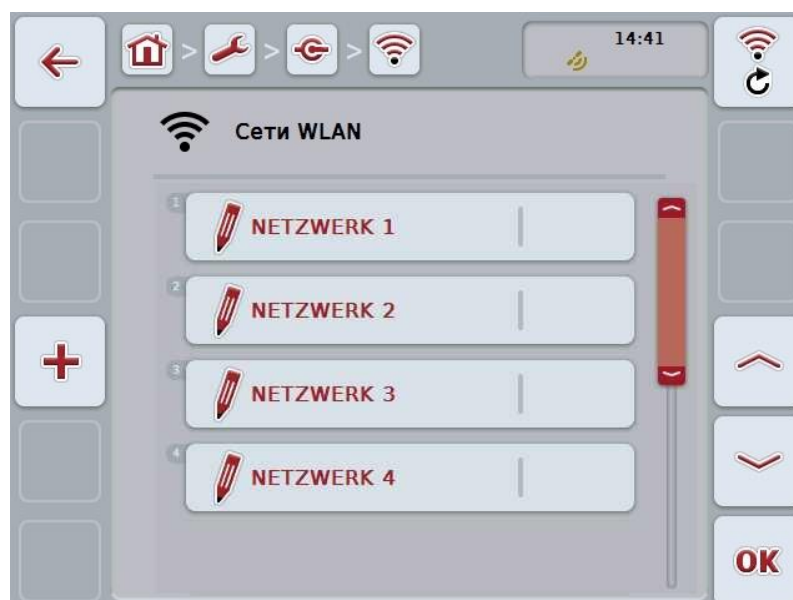 14:41
Сети WLAN
1
NETZWERK 1
2
NETZWERK 2
3
NETZWERK 3
4
NETZWERK 4
OK